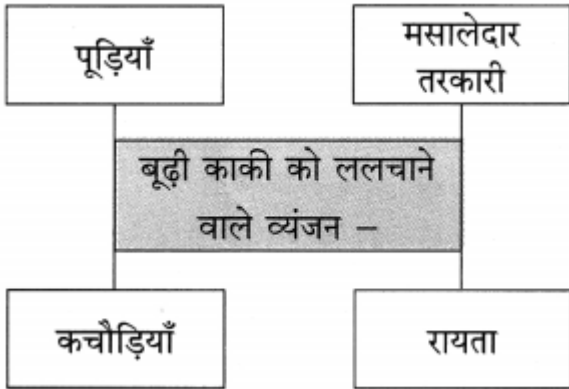 पूड़ियाँ
मसालेदार
तरकारी
बूढ़ी काकी को ललचाने
वाले व्यंजन –
कचौड़ियाँ
रायता